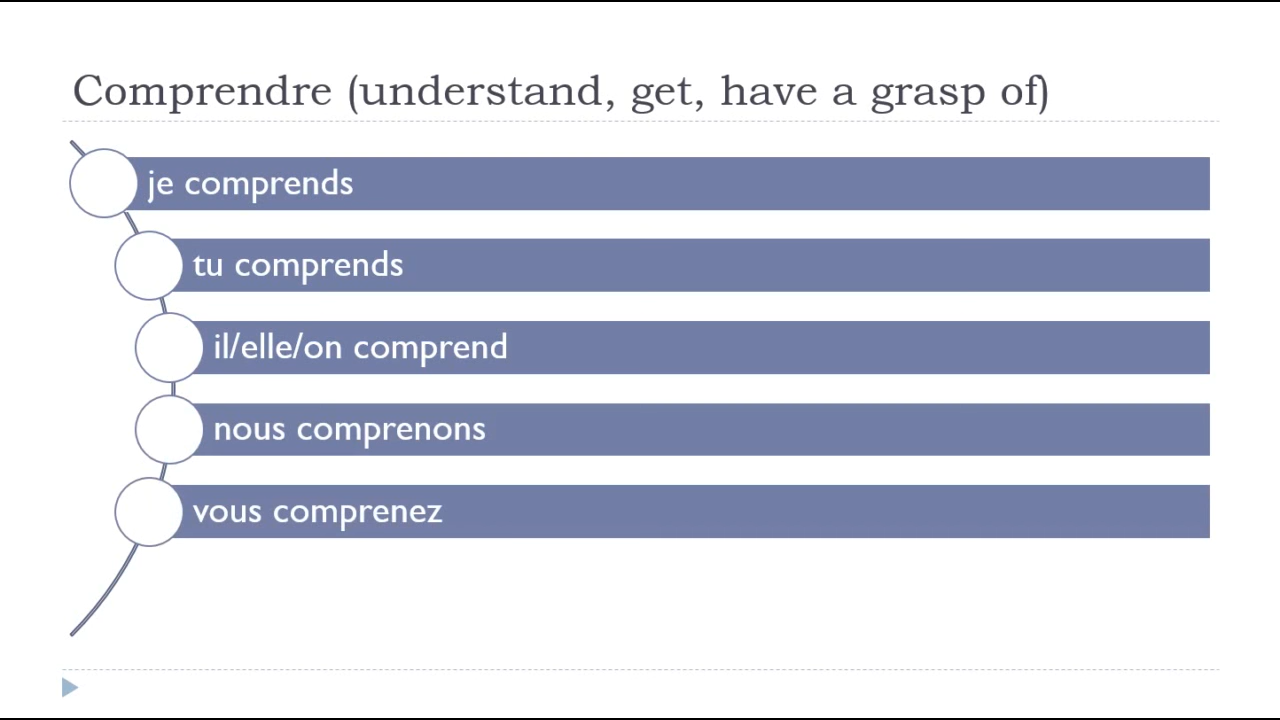 Comprendre (understand, get, have a grasp of)
je comprends
tu comprends
il/elle/on comprend
nous comprenons
vous comprenez